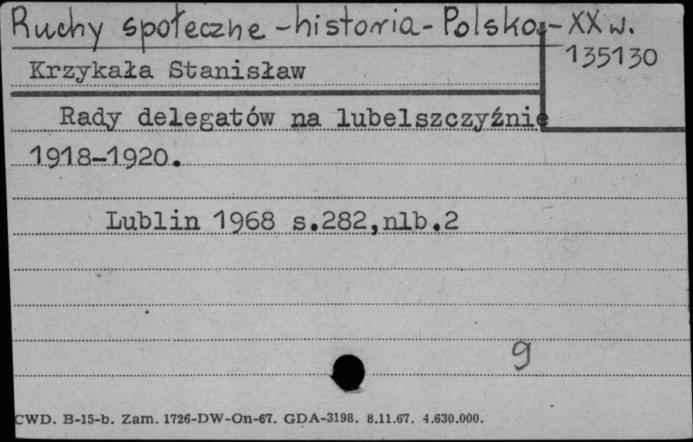 Ruchy społeczne - historia - Polska - XX w.
135130
Krzykała Stanisław
Rady delegatów na lubelszczyźnie
1918-1920.
Lublin 1968 s.282,nlb.2
9
CWD. B-15-b. Zam. 1726-DW-On-67. GDA-3198. 8.11.67. 4.630.000.